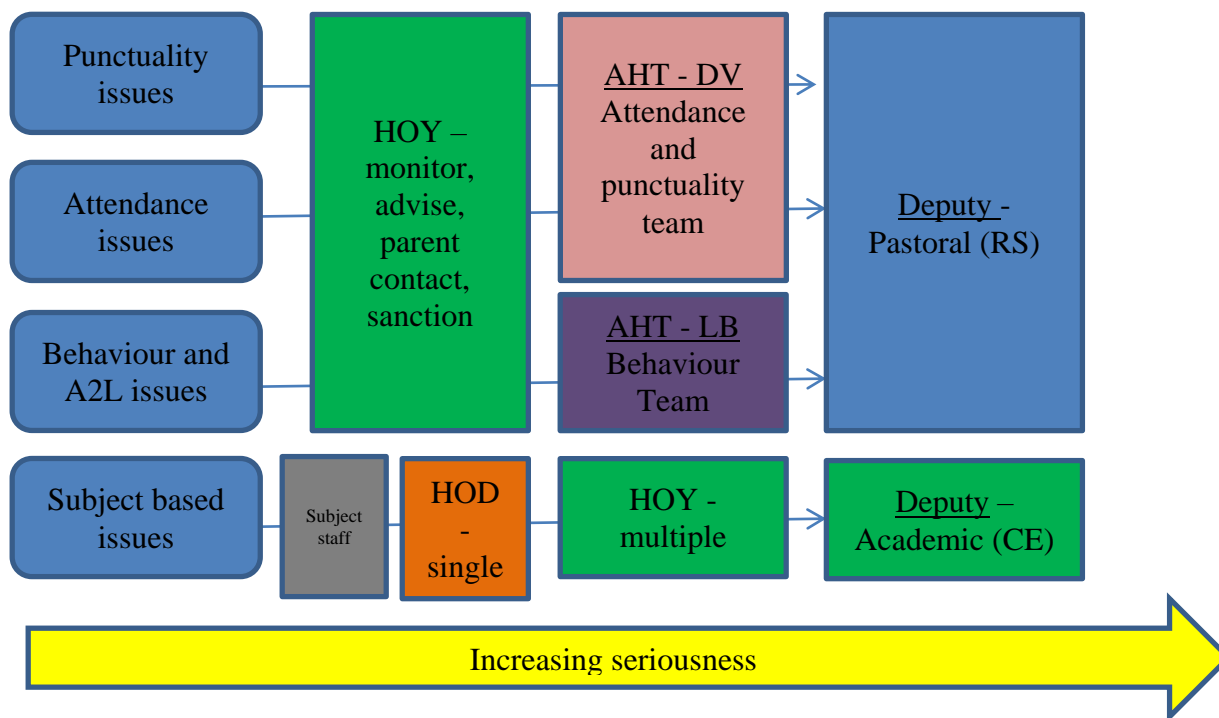 Punctuality
issues
Attendance
issues
Behaviour and
A2L issues
Subject based
issues
HOY –
monitor,
advise,
parent
contact,
sanction
Subject
staff
HOD
-
single
AHT - DV
Attendance
and
punctuality
team
AHT - LB
Behaviour
Team
HOY -
multiple
Deputy -
Pastoral (RS)
Deputy –
Academic (CE)
Increasing seriousness